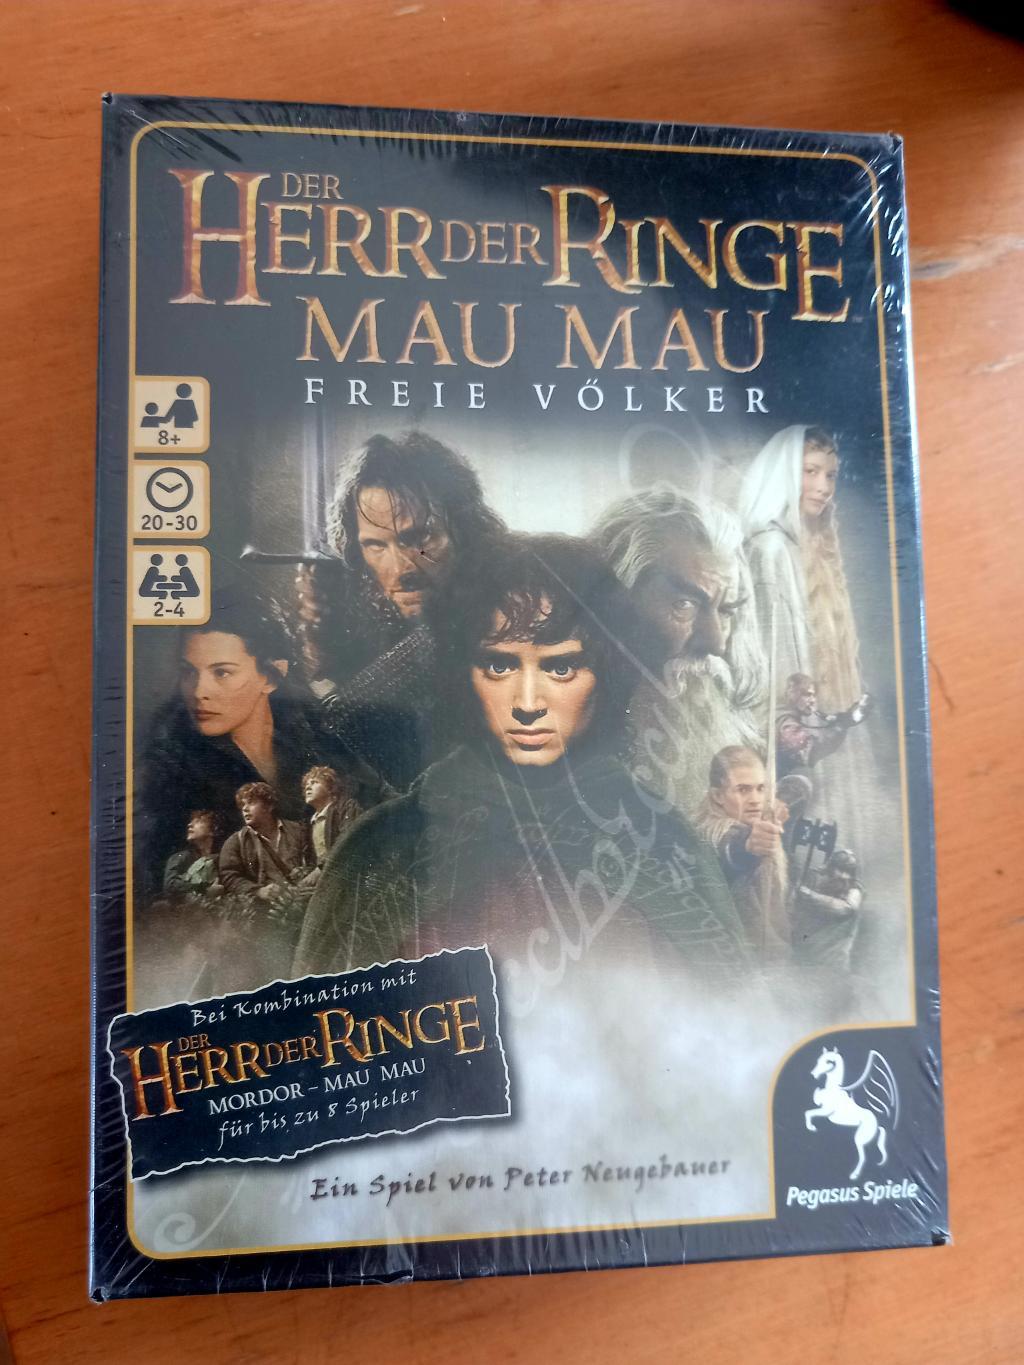 DER
HERR DER RINGE
MAU MAU
FREIE VÖLKER
8+
20-30
2-4
Bei Kombination mit
DER
HERR DER RINGE
MORDOR – MAU MAU
für bis zu 8 Spieler
Ein Spiel von Peter Neugebauer
Pegasus Spiele